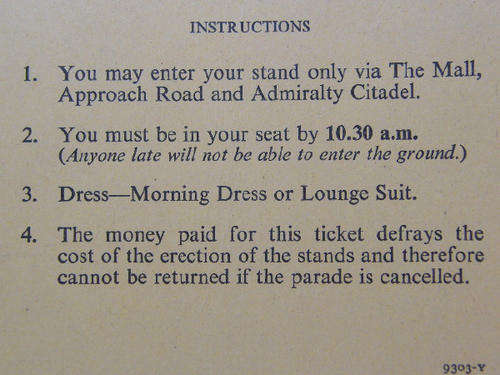 INSTRUCTIONS
1. You may enter your stand only via The Mall,
Approach Road and Admiralty Citadel.
2. You must be in your seat by 10.30 a.m.
(Anyone late will not be able to enter the ground.)
3. Dress—Morning Dress or Lounge Suit.
4. The money paid for this ticket defrays the
cost of the erection of the stands and therefore
cannot be returned if the parade is cancelled.
9303-Y